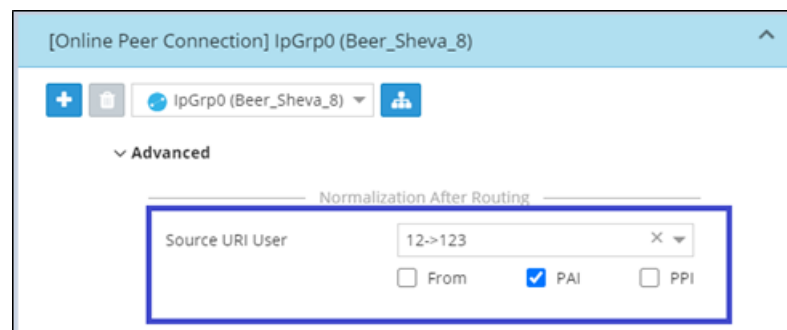 [Online Peer Connection] IpGrp0 (Beer_Sheva_8)
IpGrp0 (Beer_Sheva_8)
Advanced
Normalization After Routing
Source URI User 12->123
From PAI PPI